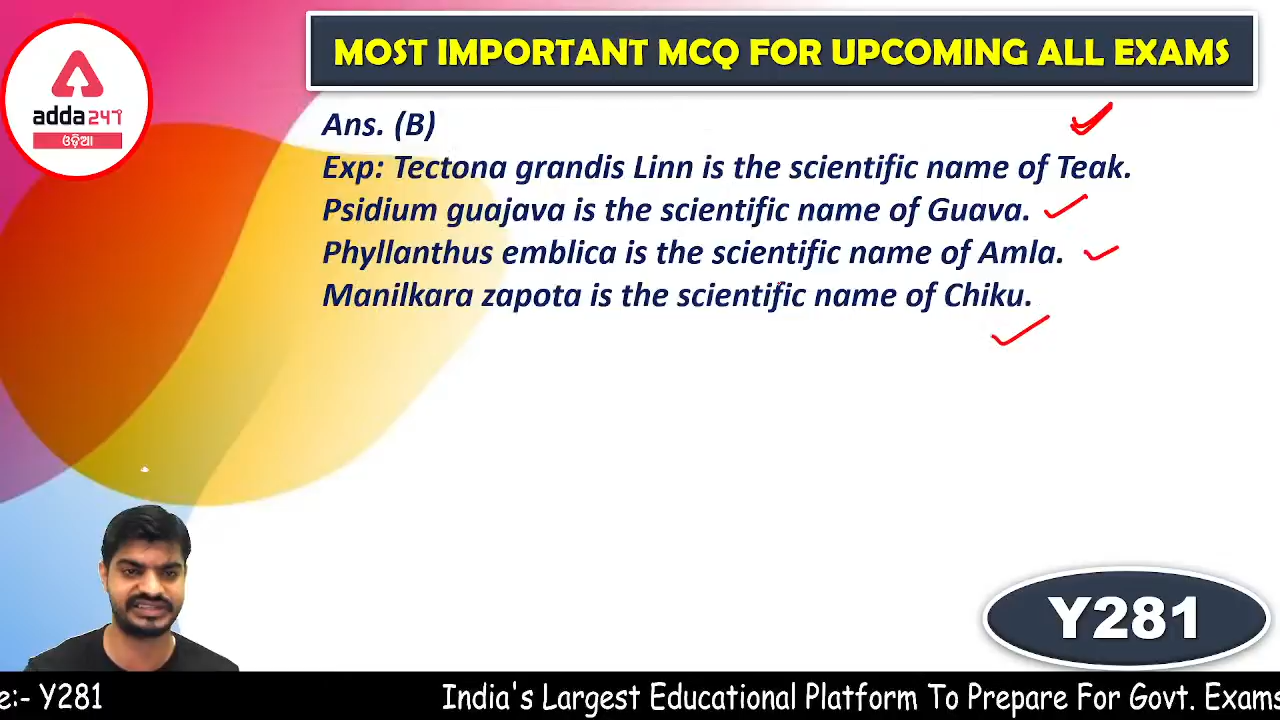 MOST IMPORTANT MCQ FOR UPCOMING ALL EXAMS
adda247
ଓଡ଼ିଆ
Ans. (B)
Exp: Tectona grandis Linn is the scientific name of Teak.
Psidium guajava is the scientific name of Guava.
Phyllanthus emblica is the scientific name of Amla.
Manilkara zapota is the scientific name of Chiku.
Y281
e:- Y281 India's Largest Educational Platform To Prepare For Govt. Exams